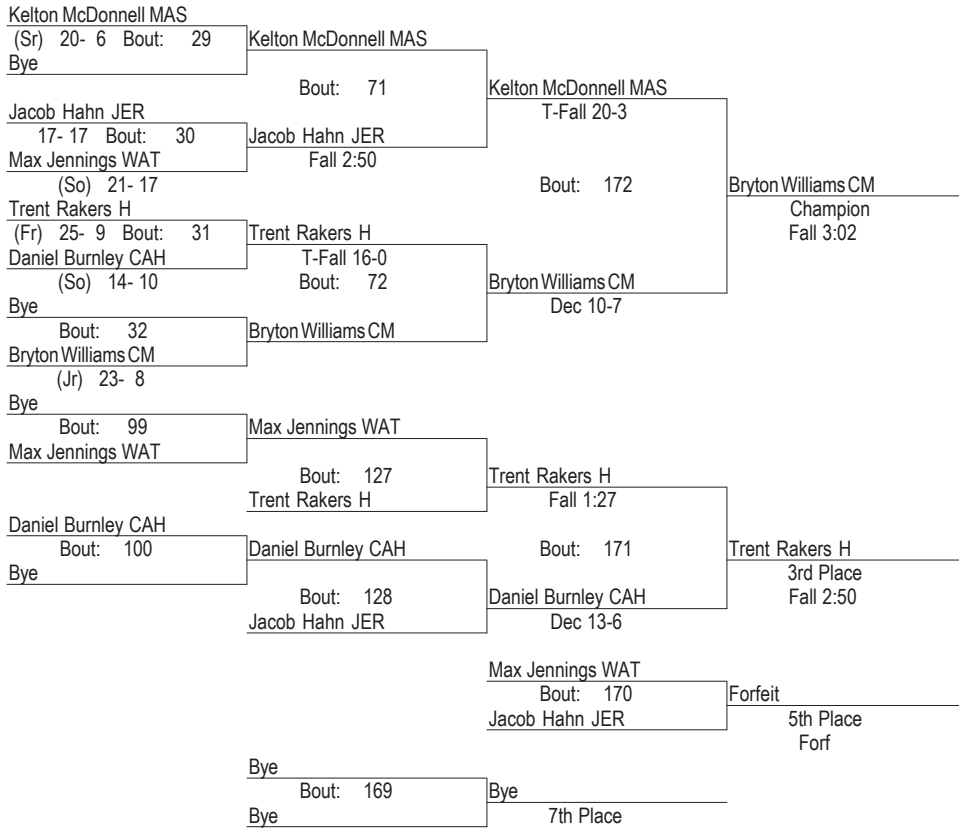 Kelton McDonnell MAS
(Sr) 20- 6 Bout: 29
Kelton McDonnell MAS
Bye
Bout: 71
Kelton McDonnell MAS
T-Fall 20-3
Jacob Hahn JER
17- 17 Bout: 30
Jacob Hahn JER
Max Jennings WAT
Fall 2:50
(So) 21- 17
Bout: 172
Bryton Williams CM
Champion
Fall 3:02
Trent Rakers H
(Fr) 25- 9 Bout: 31
Trent Rakers H
Daniel Burnley CAH
T-Fall 16-0
(So) 14- 10
Bout: 72
Bryton Williams CM
Dec 10-7
Bye
Bout: 32
Bryton Williams CM
Bryton Williams CM
(Jr) 23- 8
Bye
Bout: 99
Max Jennings WAT
Max Jennings WAT
Bout: 127
Trent Rakers H
Trent Rakers H
Fall 1:27
Daniel Burnley CAH
Bout: 100
Daniel Burnley CAH
Bout: 171
Trent Rakers H
Bye
3rd Place
Fall 2:50
Bout: 128
Daniel Burnley CAH
Jacob Hahn JER
Dec 13-6
Max Jennings WAT
Bout: 170
Forfeit
Jacob Hahn JER
5th Place
Forf
Bye
Bout: 169
Bye
Bye
7th Place